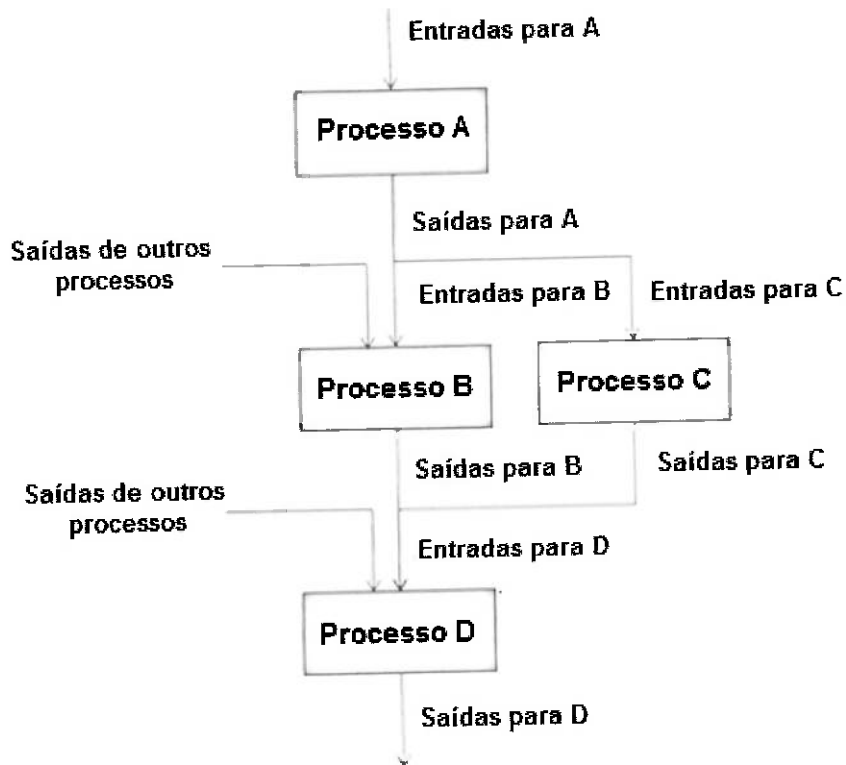 Entradas para A
Processo A
Saídas para A
Saídas de outros
processos
Entradas para B
Entradas para C
Processo B
Processo C
Saídas para B
Saídas para C
Saídas de outros
processos
Entradas para D
Processo D
Saídas para D